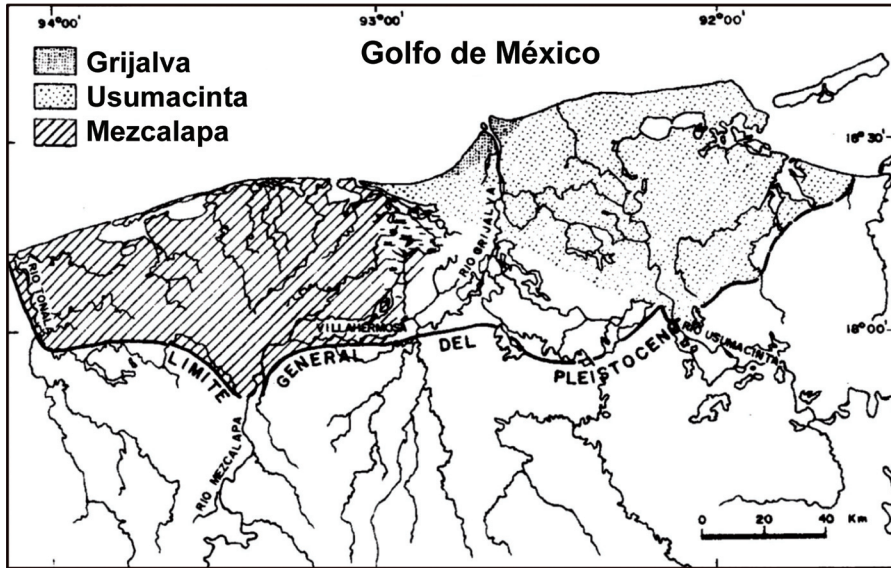 94°00'
93°00'
92°00'
Golfo de México
Grijalva
Usumacinta
Mezcalapa
18°30'
RIO GRIJALVA
RIO TONALÁ
VILLAHERMOSA
18°00'
LIMITE GENERAL DEL PLEISTOCENO
RIO USUMACINTA
RIO MEZCALAPA
0 20 40 Km